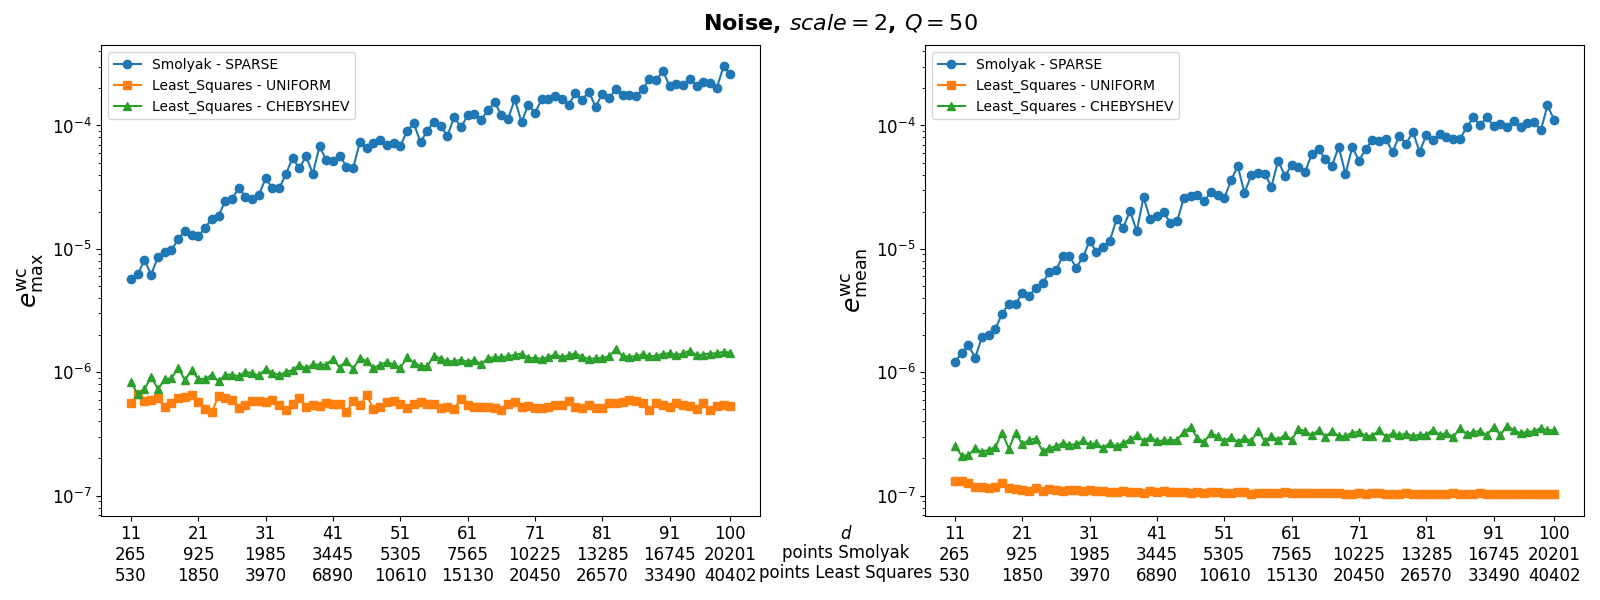 Noise, scale = 2, Q = 50
Smolyak - SPARSE
Least_Squares - UNIFORM
Least_Squares - CHEBYSHEV
10⁻⁴
10⁻⁵
10⁻⁶
10⁻⁷
e^wc_max
11 21 31 41 51 61 71 81 91 100
265 925 1985 3445 5305 7565 10225 13285 16745 20201
530 1850 3970 6890 10610 15130 20450 26570 33490 40402
d
points Smolyak
points Least Squares
Smolyak - SPARSE
Least_Squares - UNIFORM
Least_Squares - CHEBYSHEV
10⁻⁴
10⁻⁵
10⁻⁶
10⁻⁷
e^wc_mean
11 21 31 41 51 61 71 81 91 100
265 925 1985 3445 5305 7565 10225 13285 16745 20201
530 1850 3970 6890 10610 15130 20450 26570 33490 40402